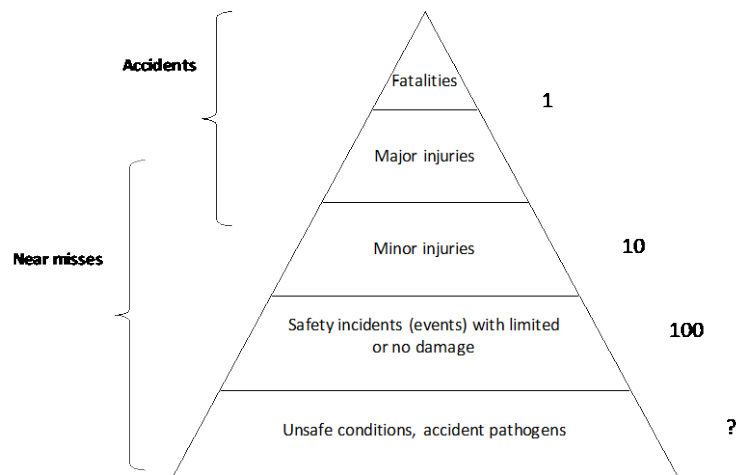 Accidents
Fatalities
1
Major injuries
Near misses
Minor injuries
10
Safety incidents (events) with limited
or no damage
100
Unsafe conditions, accident pathogens
?